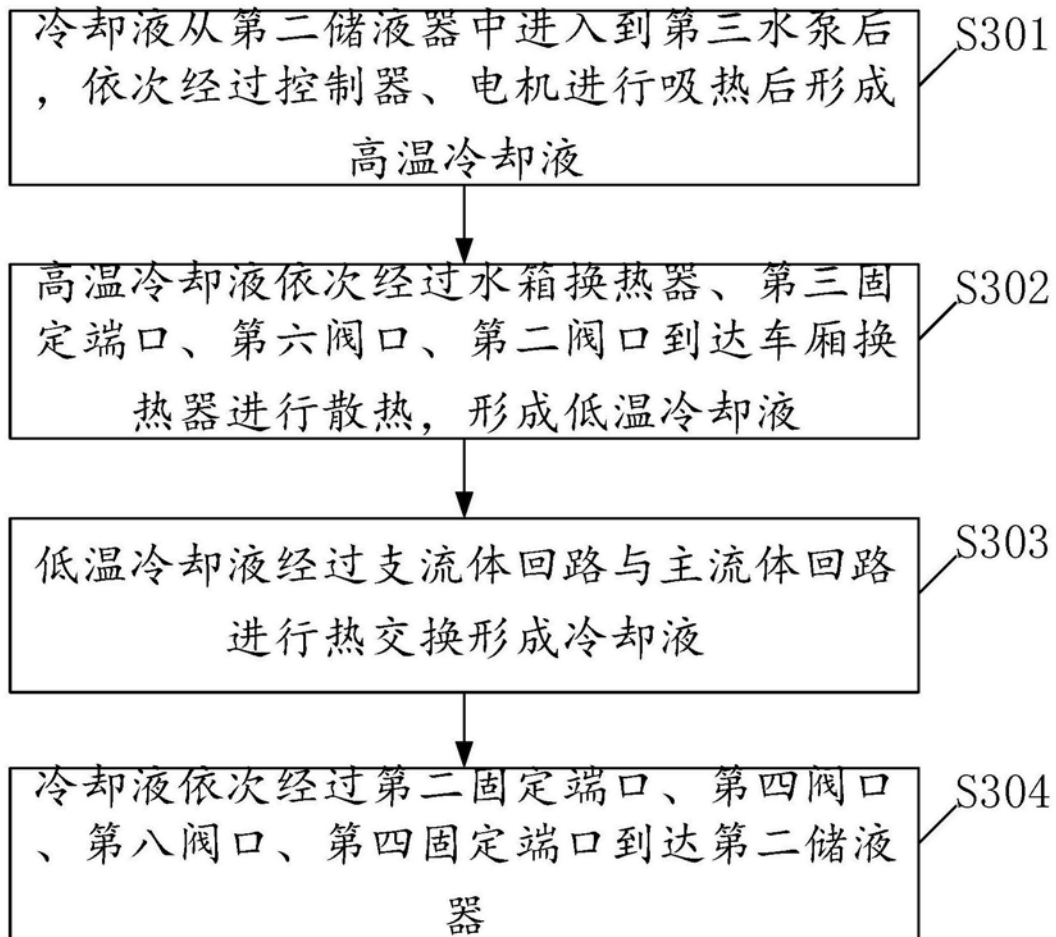 冷却液从第二储液器中进入到第三水泵后
，依次经过控制器、电机进行吸热后形成
高温冷却液
S301
高温冷却液依次经过水箱换热器、第三固
定端口、第六阀口、第二阀口到达车厢换
热器进行散热，形成低温冷却液
S302
低温冷却液经过支流体回路与主流体回路
进行热交换形成冷却液
S303
冷却液依次经过第二固定端口、第四阀口
、第八阀口、第四固定端口到达第二储液
器
S304